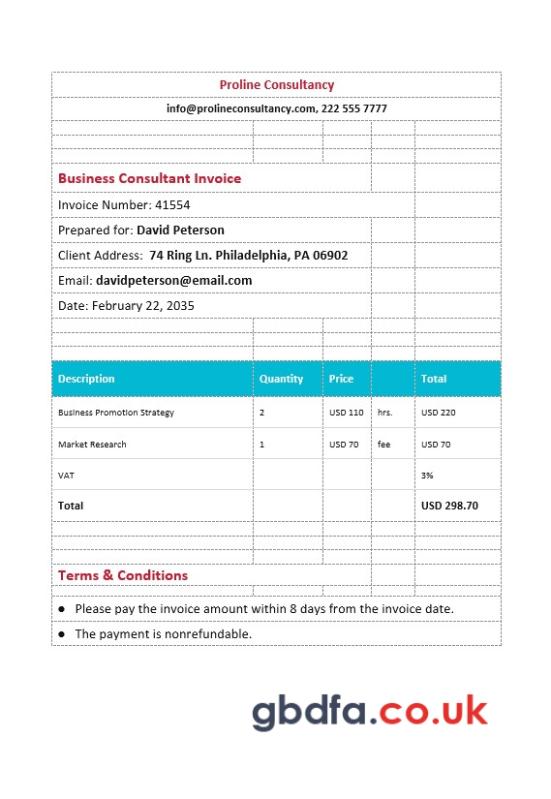 Proline Consultancy
info@prolineconsultancy.com, 222 555 7777
Business Consultant Invoice
Invoice Number: 41554
Prepared for: David Peterson
Client Address: 74 Ring Ln. Philadelphia, PA 06902
Email: davidpeterson@email.com
Date: February 22, 2035
Description Quantity Price Total
Business Promotion Strategy 2 USD 110 hrs. USD 220
Market Research 1 USD 70 fee USD 70
VAT 3%
Total USD 298.70
Terms & Conditions
● Please pay the invoice amount within 8 days from the invoice date.
● The payment is nonrefundable.
gbdfa.co.uk